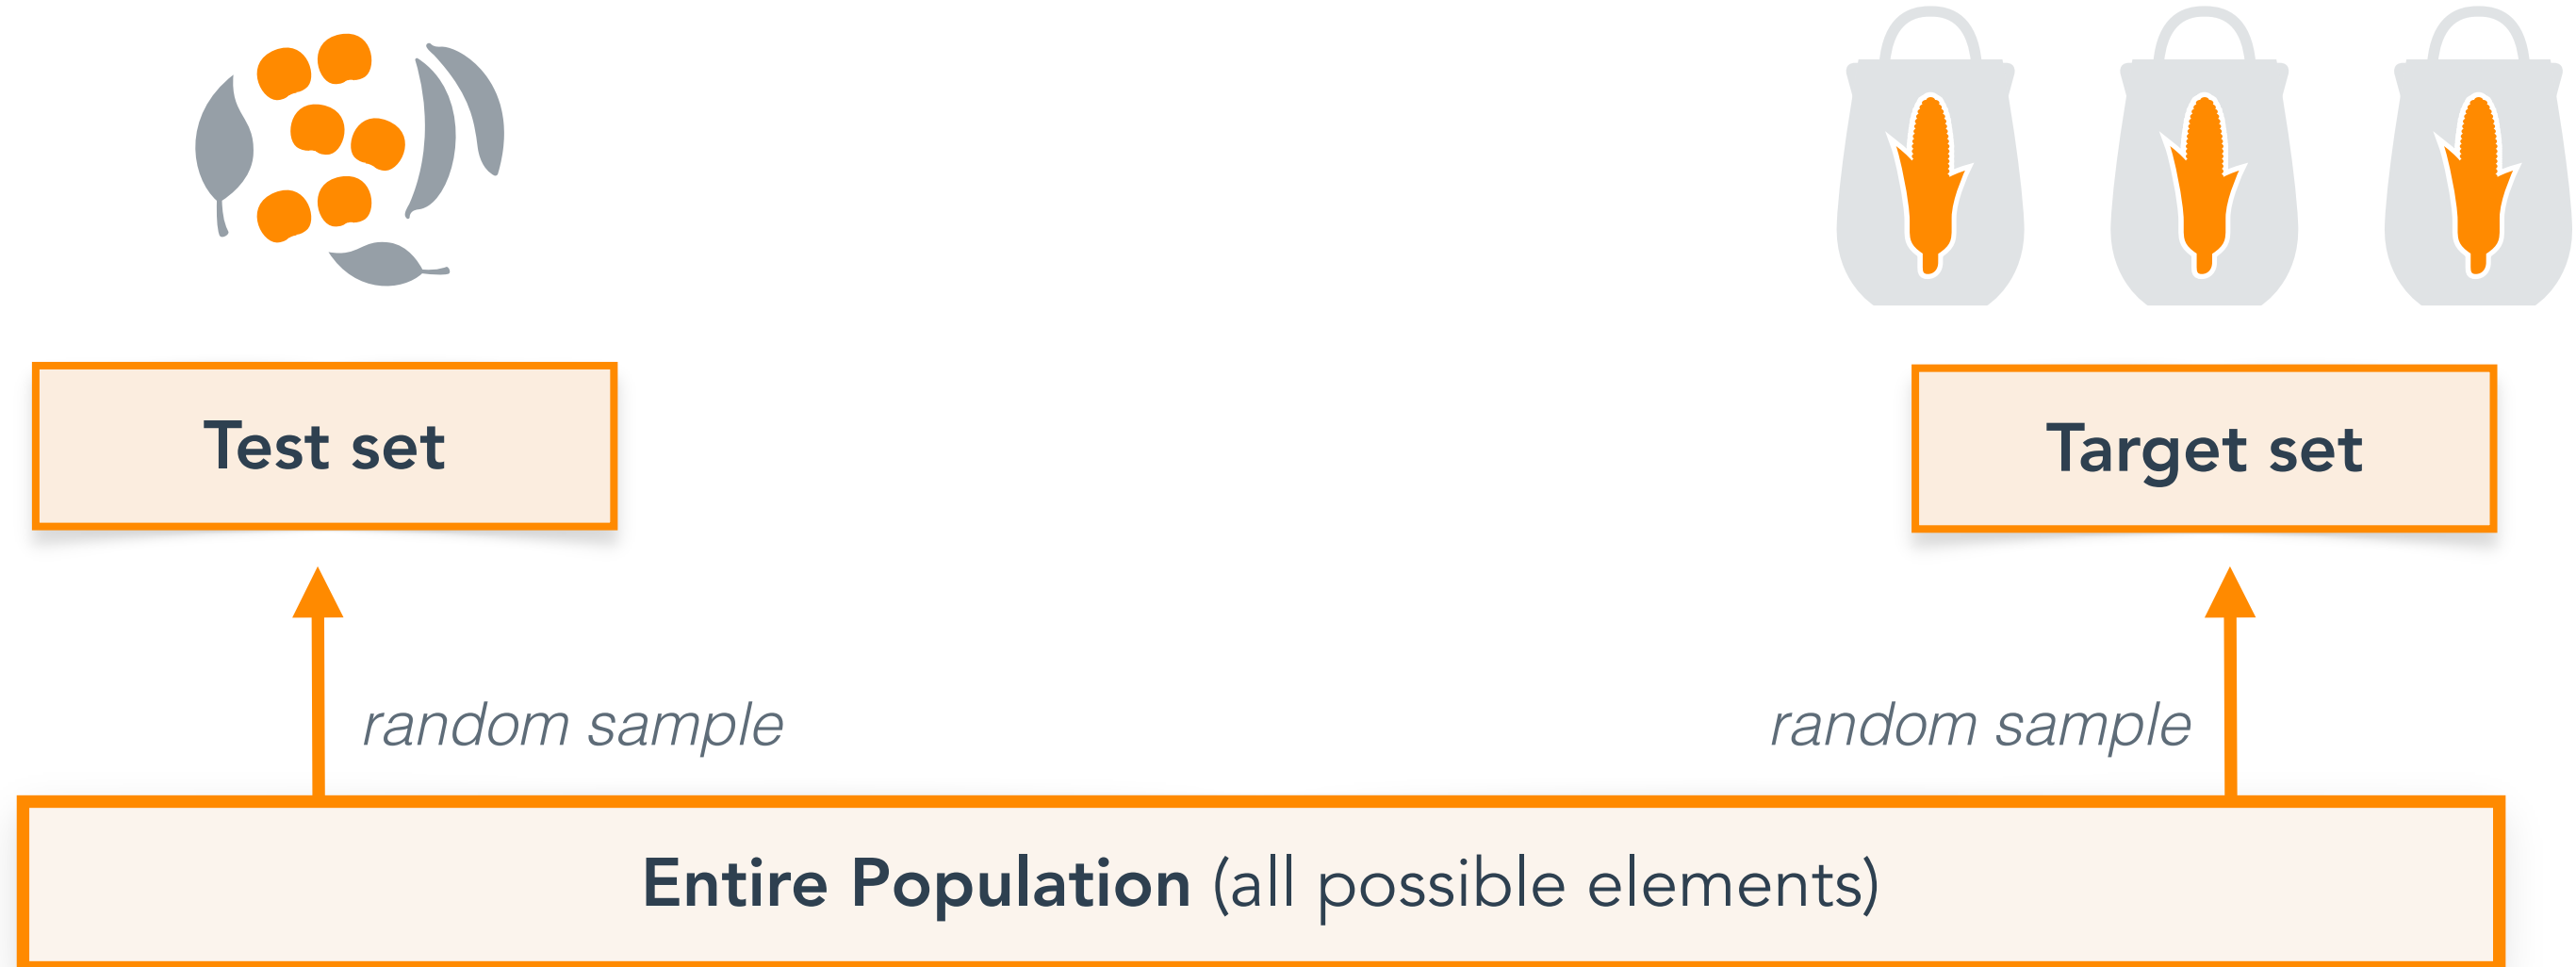 Test set
Target set
random sample
random sample
Entire Population (all possible elements)